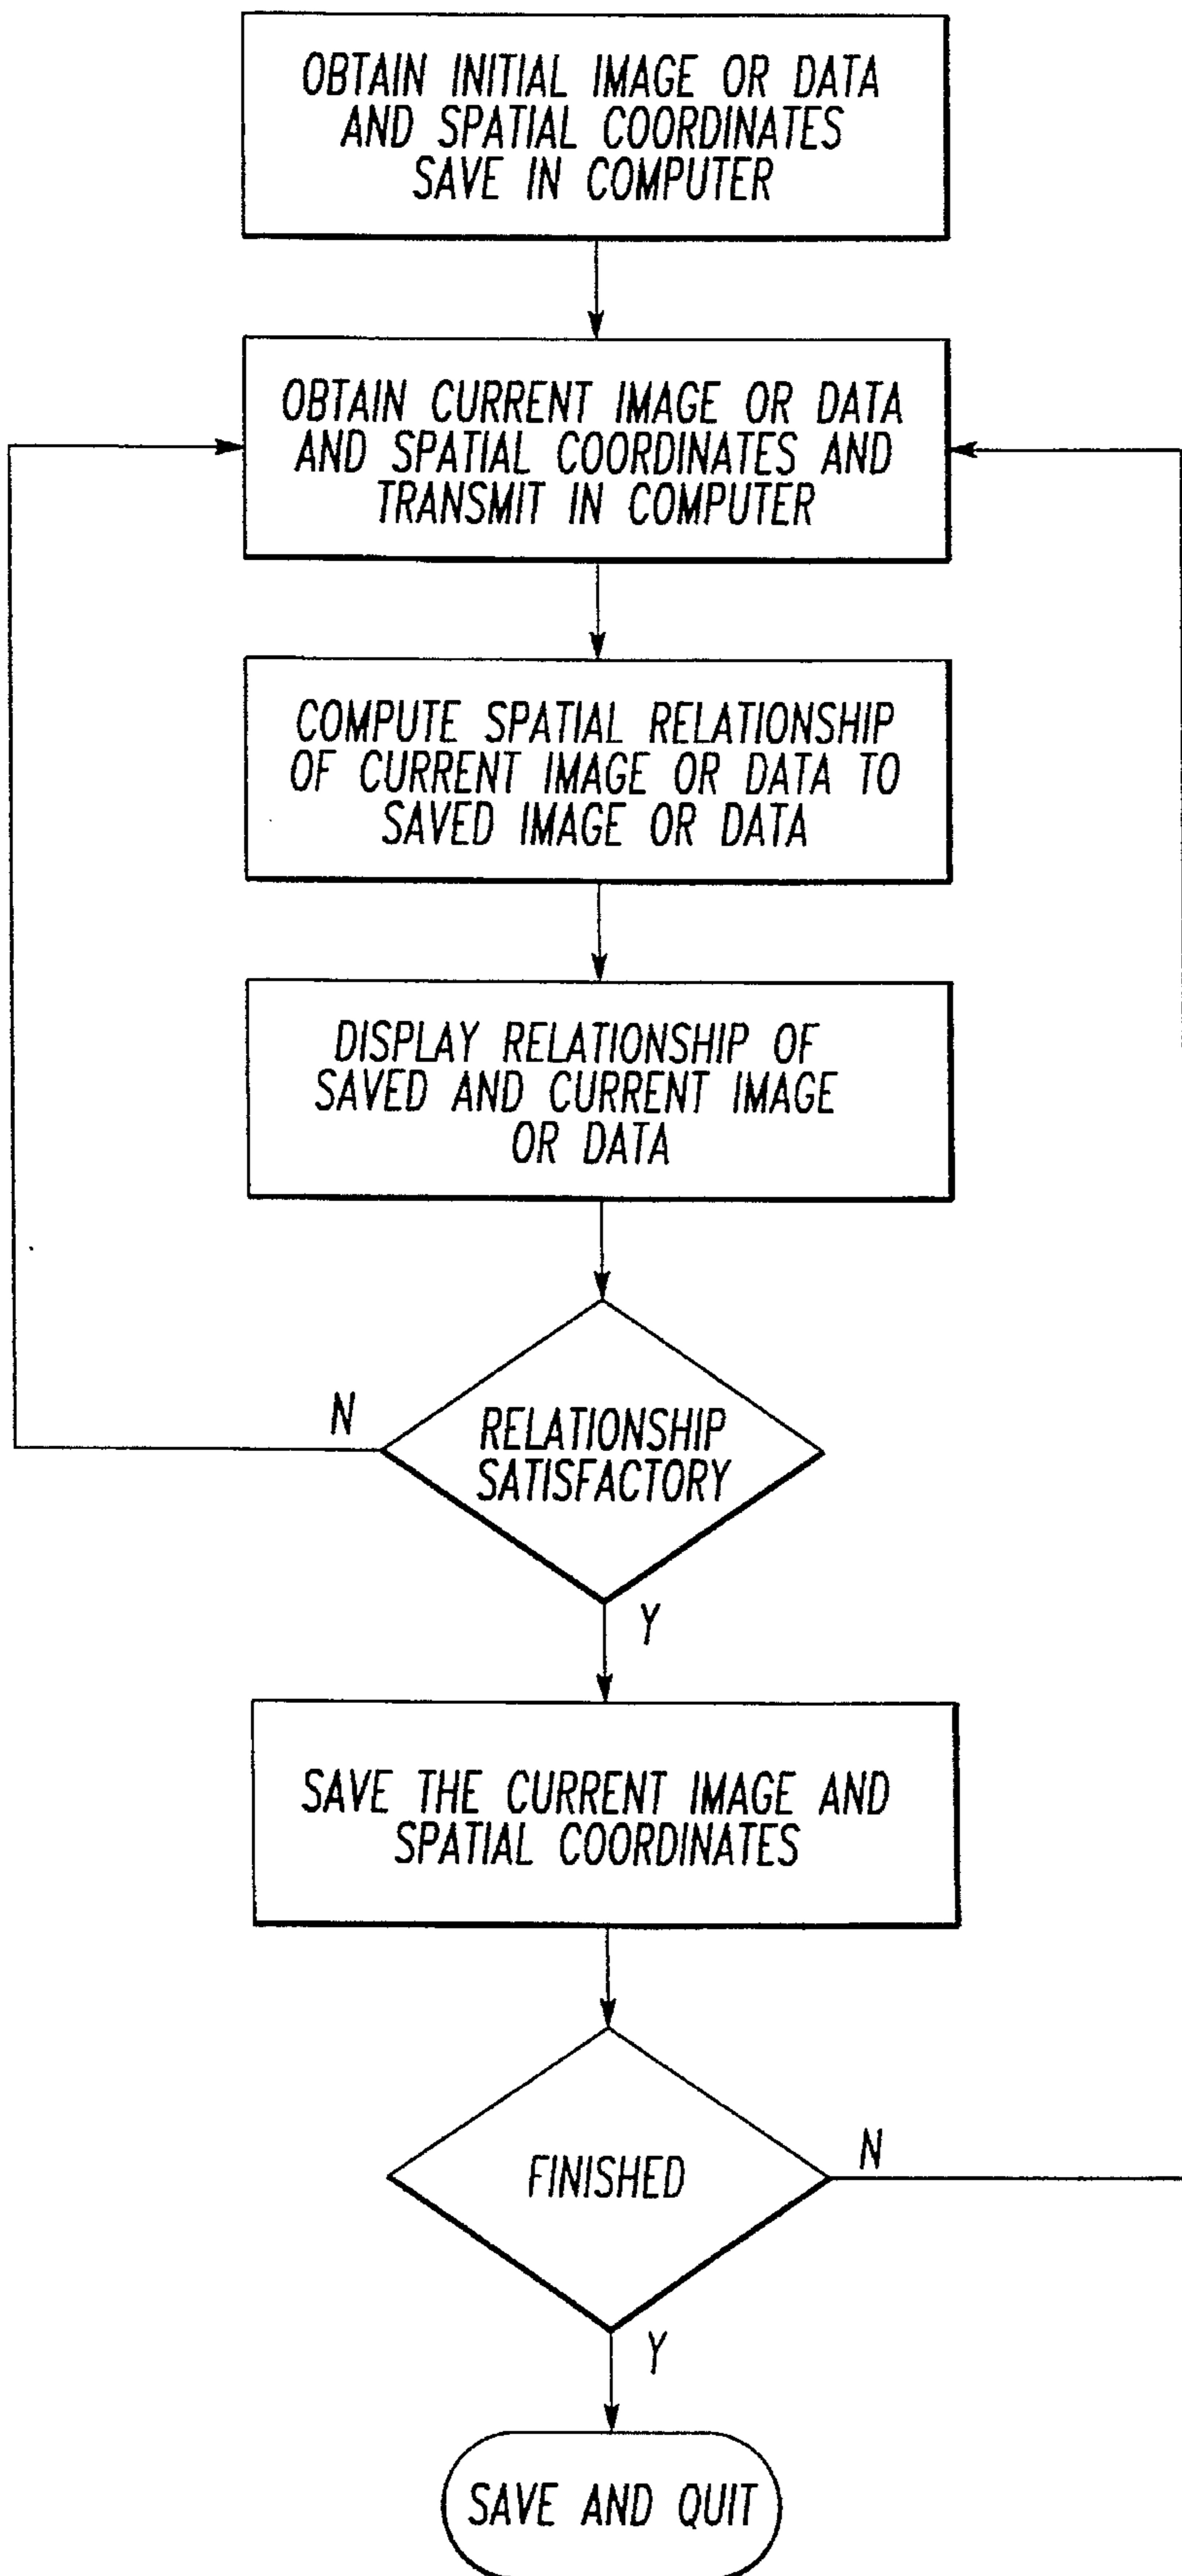 OBTAIN INITIAL IMAGE OR DATA
AND SPATIAL COORDINATES
SAVE IN COMPUTER
OBTAIN CURRENT IMAGE OR DATA
AND SPATIAL COORDINATES AND
TRANSMIT IN COMPUTER
COMPUTE SPATIAL RELATIONSHIP
OF CURRENT IMAGE OR DATA TO
SAVED IMAGE OR DATA
DISPLAY RELATIONSHIP OF
SAVED AND CURRENT IMAGE
OR DATA
N
RELATIONSHIP
SATISFACTORY
Y
SAVE THE CURRENT IMAGE AND
SPATIAL COORDINATES
N
FINISHED
Y
SAVE AND QUIT